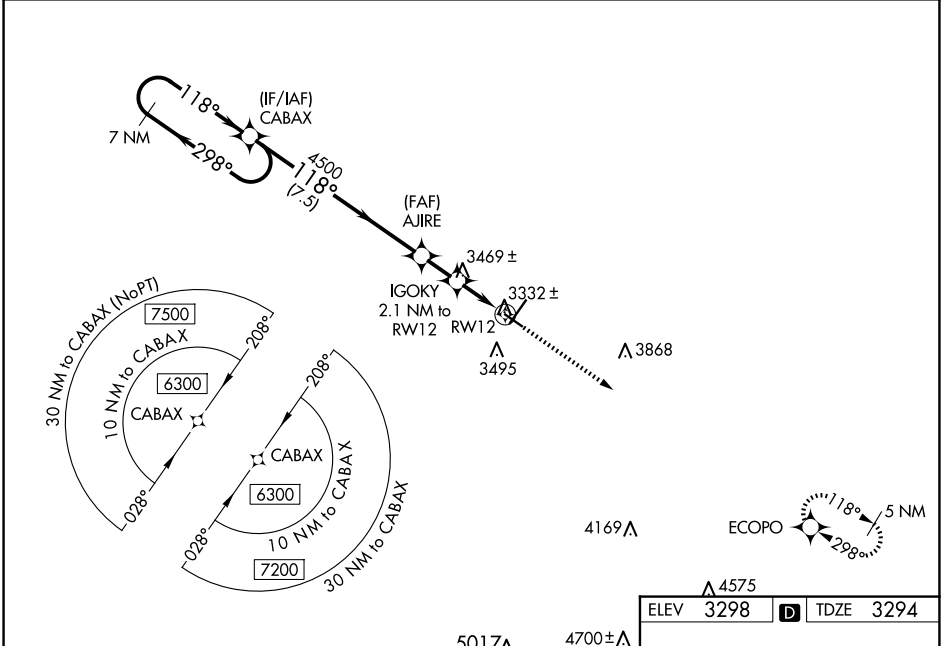 118°
(IF/IAF)
CABAX
7 NM
298°
4500
118°
(7.5)
(FAF)
AJIRE
3469 ±
IGOKY
2.1 NM to
RW12
RW12
3332 ±
3495
3868
30 NM to CABAX (NoPT)
7500
10 NM to CABAX
208°
6300
CABAX
028°
208°
CABAX
6300
10 NM to CABAX
028°
7200
30 NM to CABAX
4169
ECOPO
118°
5 NM
298°
4575
ELEV 3298 D TDZE 3294
5017
4700±